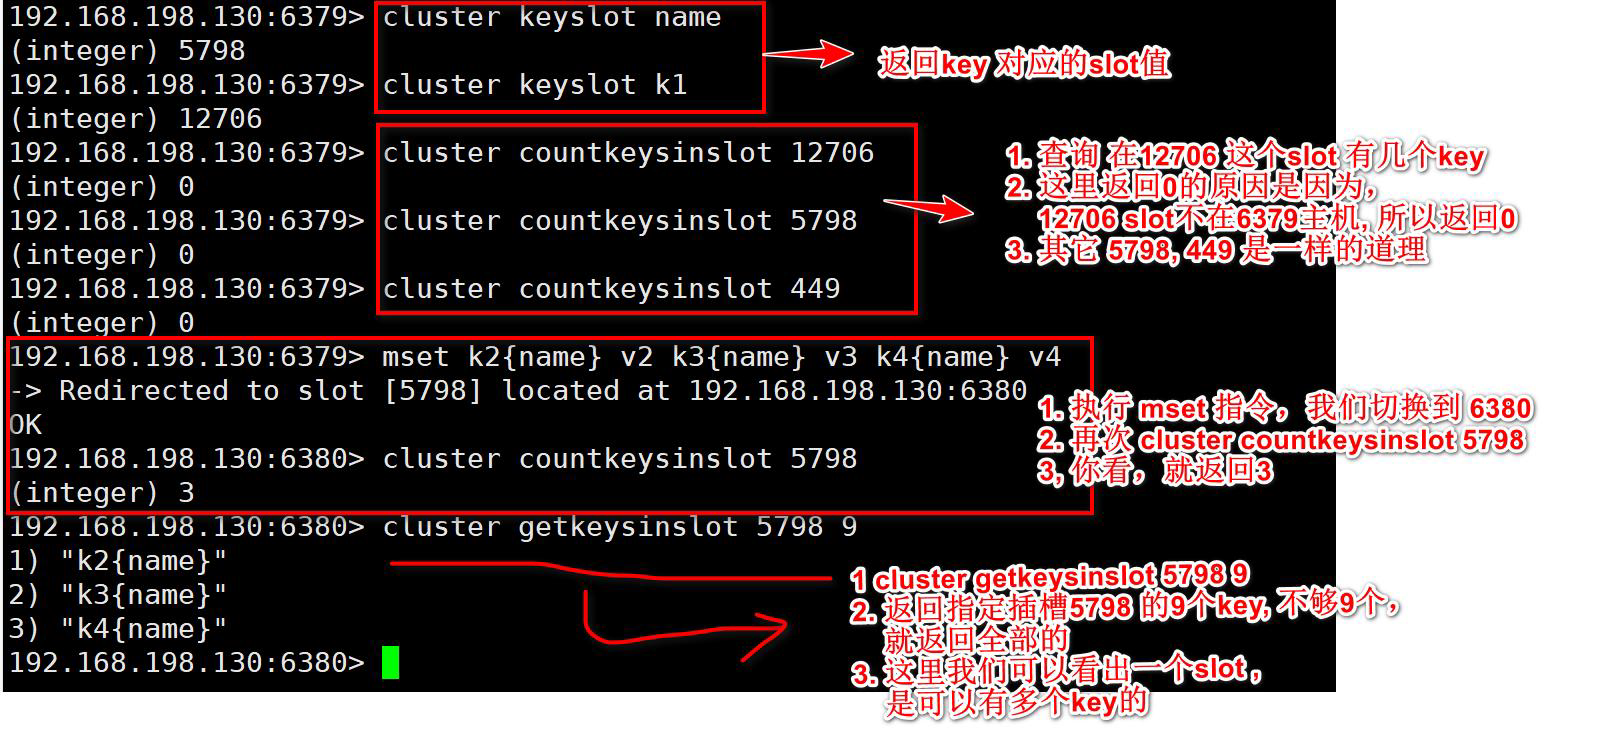 192.168.198.130:6379> cluster keyslot name
(integer) 5798
192.168.198.130:6379> cluster keyslot k1
(integer) 12706
返回key 对应的slot值
192.168.198.130:6379> cluster countkeysinslot 12706
(integer) 0
192.168.198.130:6379> cluster countkeysinslot 5798
(integer) 0
192.168.198.130:6379> cluster countkeysinslot 449
(integer) 0
1. 查询 在12706 这个slot 有几个key
2. 这里返回0的原因是因为，
12706 slot不在6379主机, 所以返回0
3. 其它 5798, 449 是一样的道理
192.168.198.130:6379> mset k2{name} v2 k3{name} v3 k4{name} v4
-> Redirected to slot [5798] located at 192.168.198.130:6380
OK
192.168.198.130:6380> cluster countkeysinslot 5798
(integer) 3
1. 执行 mset 指令，我们切换到 6380
2. 再次 cluster countkeysinslot 5798
3, 你看，就返回3
192.168.198.130:6380> cluster getkeysinslot 5798 9
1) "k2{name}"
2) "k3{name}"
3) "k4{name}"
192.168.198.130:6380>
1 cluster getkeysinslot 5798 9
2. 返回指定插槽5798 的9个key, 不够9个，
就返回全部的
3. 这里我们可以看出一个slot，
是可以有多个key的